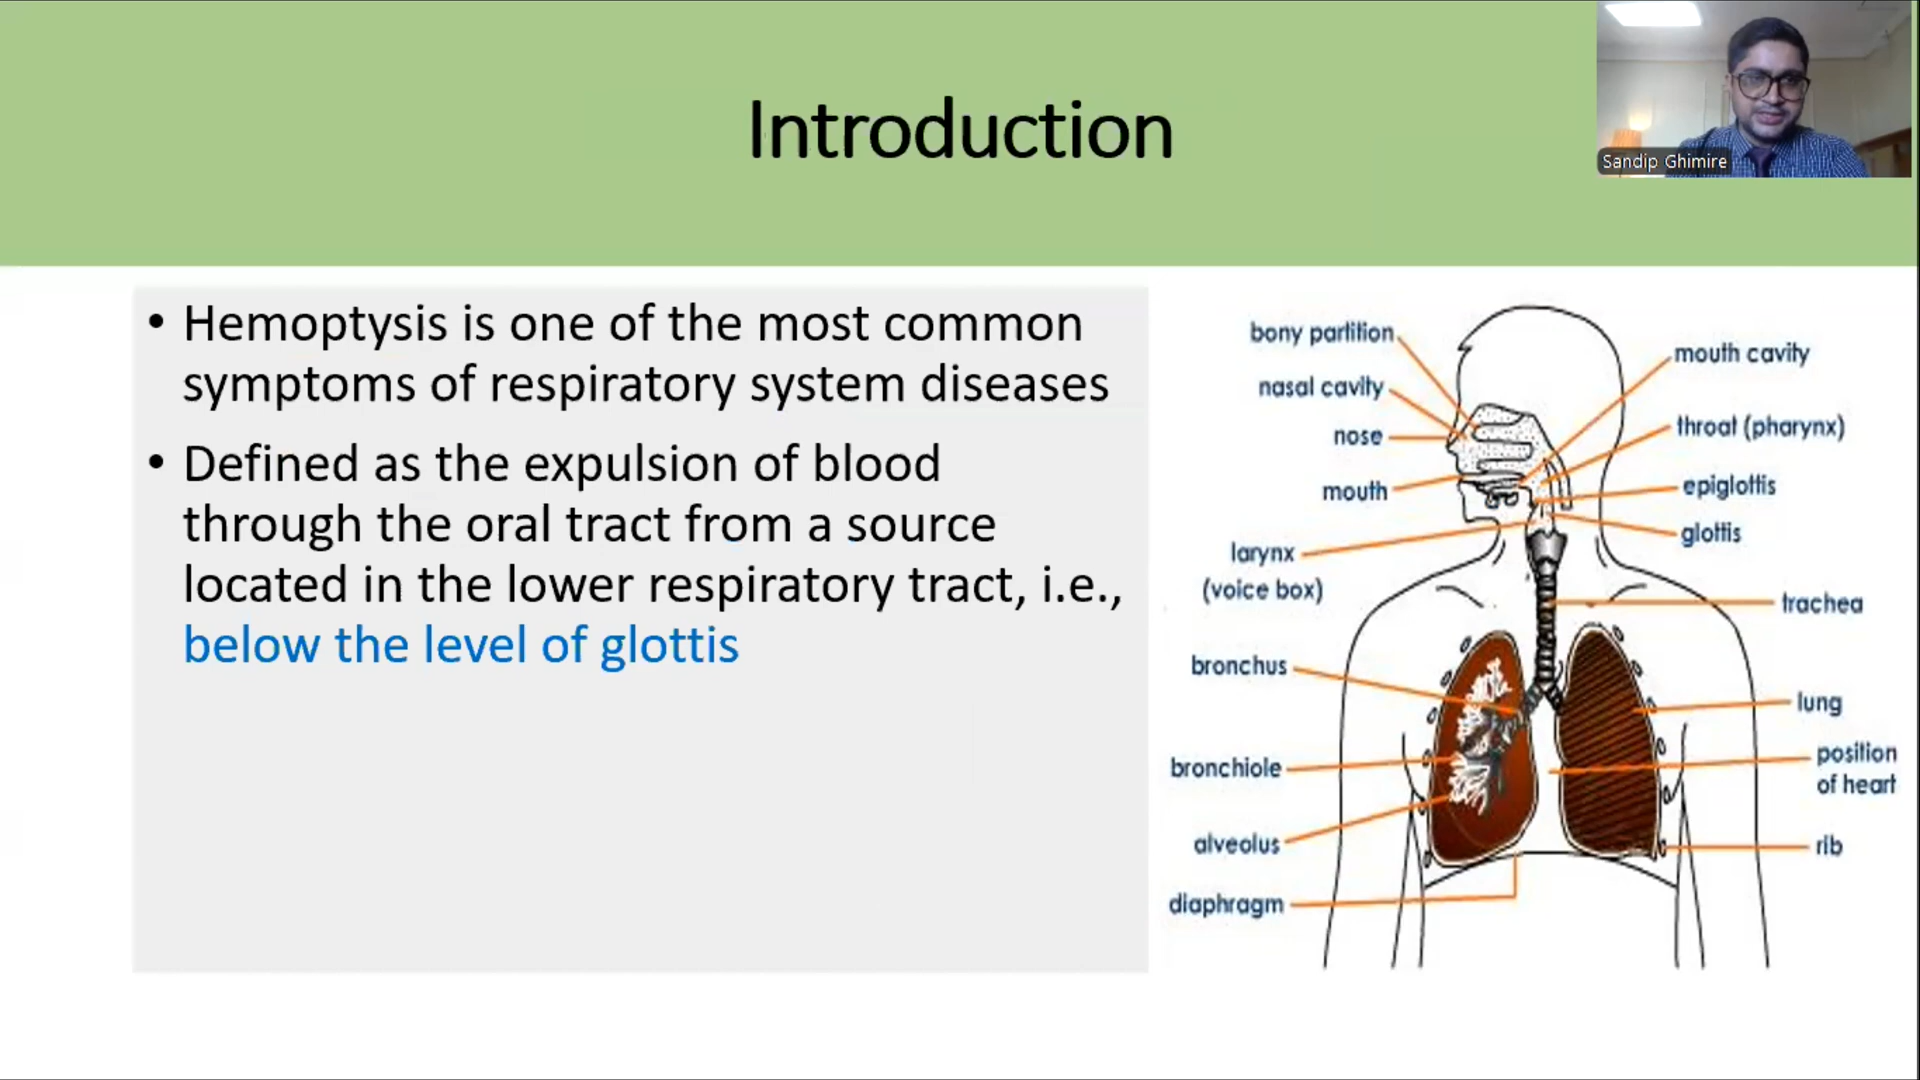 Introduction
Sandip Ghimire
• Hemoptysis is one of the most common
symptoms of respiratory system diseases
• Defined as the expulsion of blood
through the oral tract from a source
located in the lower respiratory tract, i.e.,
below the level of glottis
bony partition
nasal cavity
nose
mouth
larynx
(voice box)
bronchus
bronchiole
alveolus
diaphragm
mouth cavity
throat (pharynx)
epiglottis
glottis
trachea
lung
position
of heart
rib